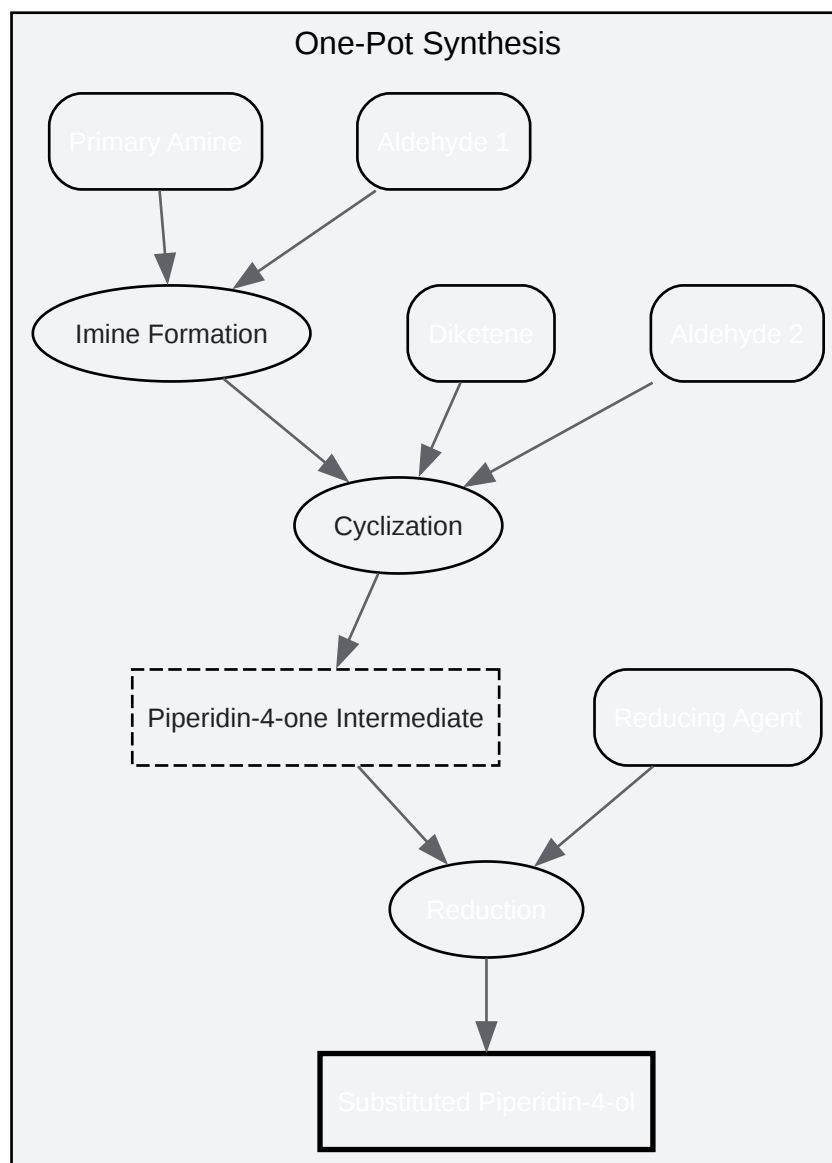 One-Pot Synthesis
Primary Amine
Aldehyde 1
Imine Formation
Diketene
Aldehyde 2
Cyclization
Piperidin-4-one Intermediate
Reducing Agent
Reduction
Substituted Piperidin-4-ol